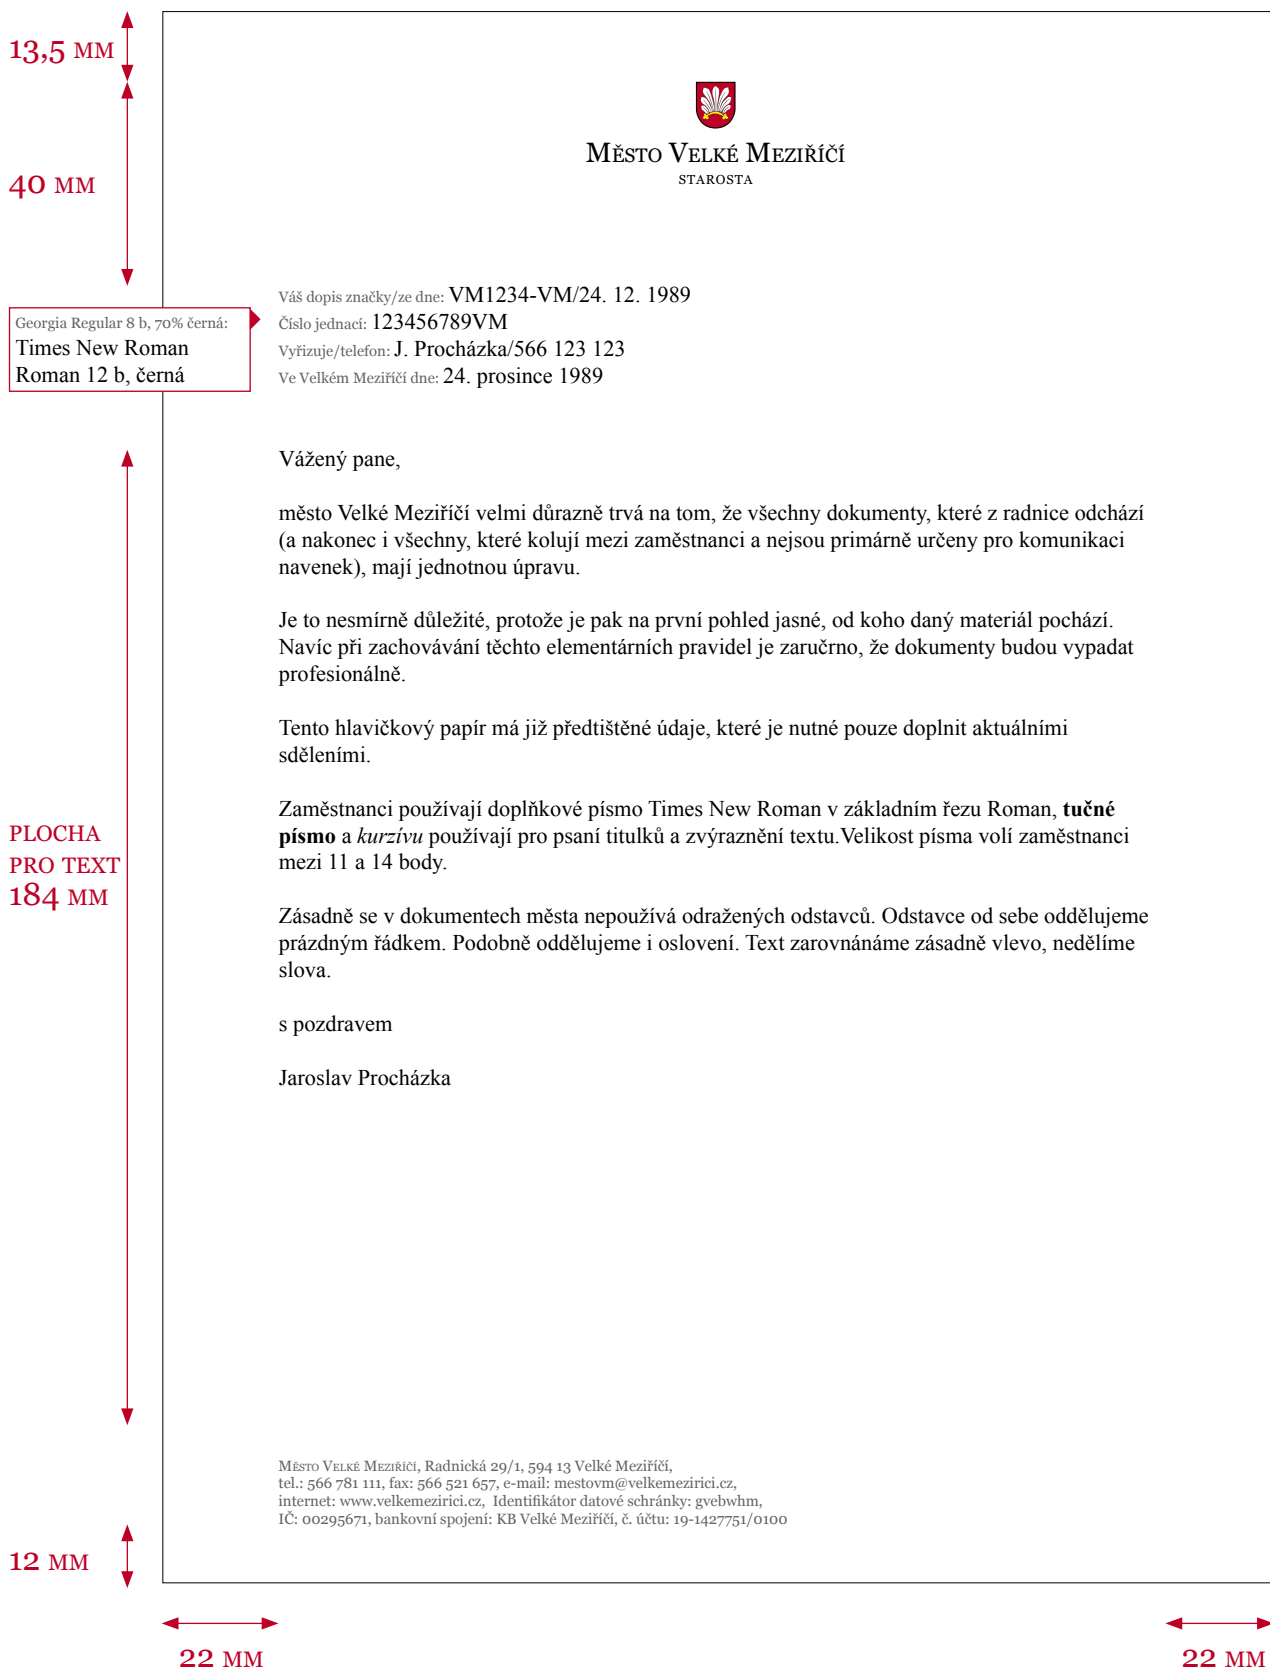 13,5 MM
40 MM
MĚSTO VELKÉ MEZIŘÍČÍ
STAROSTA
Georgia Regular 8 b, 70% černá:
Times New Roman
Roman 12 b, černá
Váš dopis značky/ze dne: VM1234-VM/24. 12. 1989
Číslo jednací: 123456789VM
Vyřizuje/telefon: J. Procházka/566 123 123
Ve Velkém Meziříčí dne: 24. prosince 1989
Vážený pane,
město Velké Meziříčí velmi důrazně trvá na tom, že všechny dokumenty, které z radnice odchází
(a nakonec i všechny, které kolují mezi zaměstnanci a nejsou primárně určeny pro komunikaci
navenek), mají jednotnou úpravu.
Je to nesmírně důležité, protože je pak na první pohled jasné, od koho daný materiál pochází.
Navíc při zachovávání těchto elementárních pravidel je zaručrno, že dokumenty budou vypadat
profesionálně.
Tento hlavičkový papír má již předtištěné údaje, které je nutné pouze doplnit aktuálními
sděleními.
Zaměstnanci používají doplňkové písmo Times New Roman v základním řezu Roman, tučné
písmo a kurzívu používají pro psaní titulků a zvýraznění textu.Velikost písma volí zaměstnanci
mezi 11 a 14 body.
PLOCHA
PRO TEXT
184 MM
Zásadně se v dokumentech města nepoužívá odražených odstavců. Odstavce od sebe oddělujeme
prázdným řádkem. Podobně oddělujeme i oslovení. Text zarovnánáme zásadně vlevo, nedělíme
slova.
s pozdravem
Jaroslav Procházka
MĚSTO VELKÉ MEZIŘÍČÍ, Radnická 29/1, 594 13 Velké Meziříčí,
tel.: 566 781 111, fax: 566 521 657, e-mail: mestovm@velkemezirici.cz,
internet: www.velkemezirici.cz, Identifikátor datové schránky: gvebwhm,
IČ: 00295671, bankovní spojení: KB Velké Meziříčí, č. účtu: 19-1427751/0100
12 MM
22 MM
22 MM